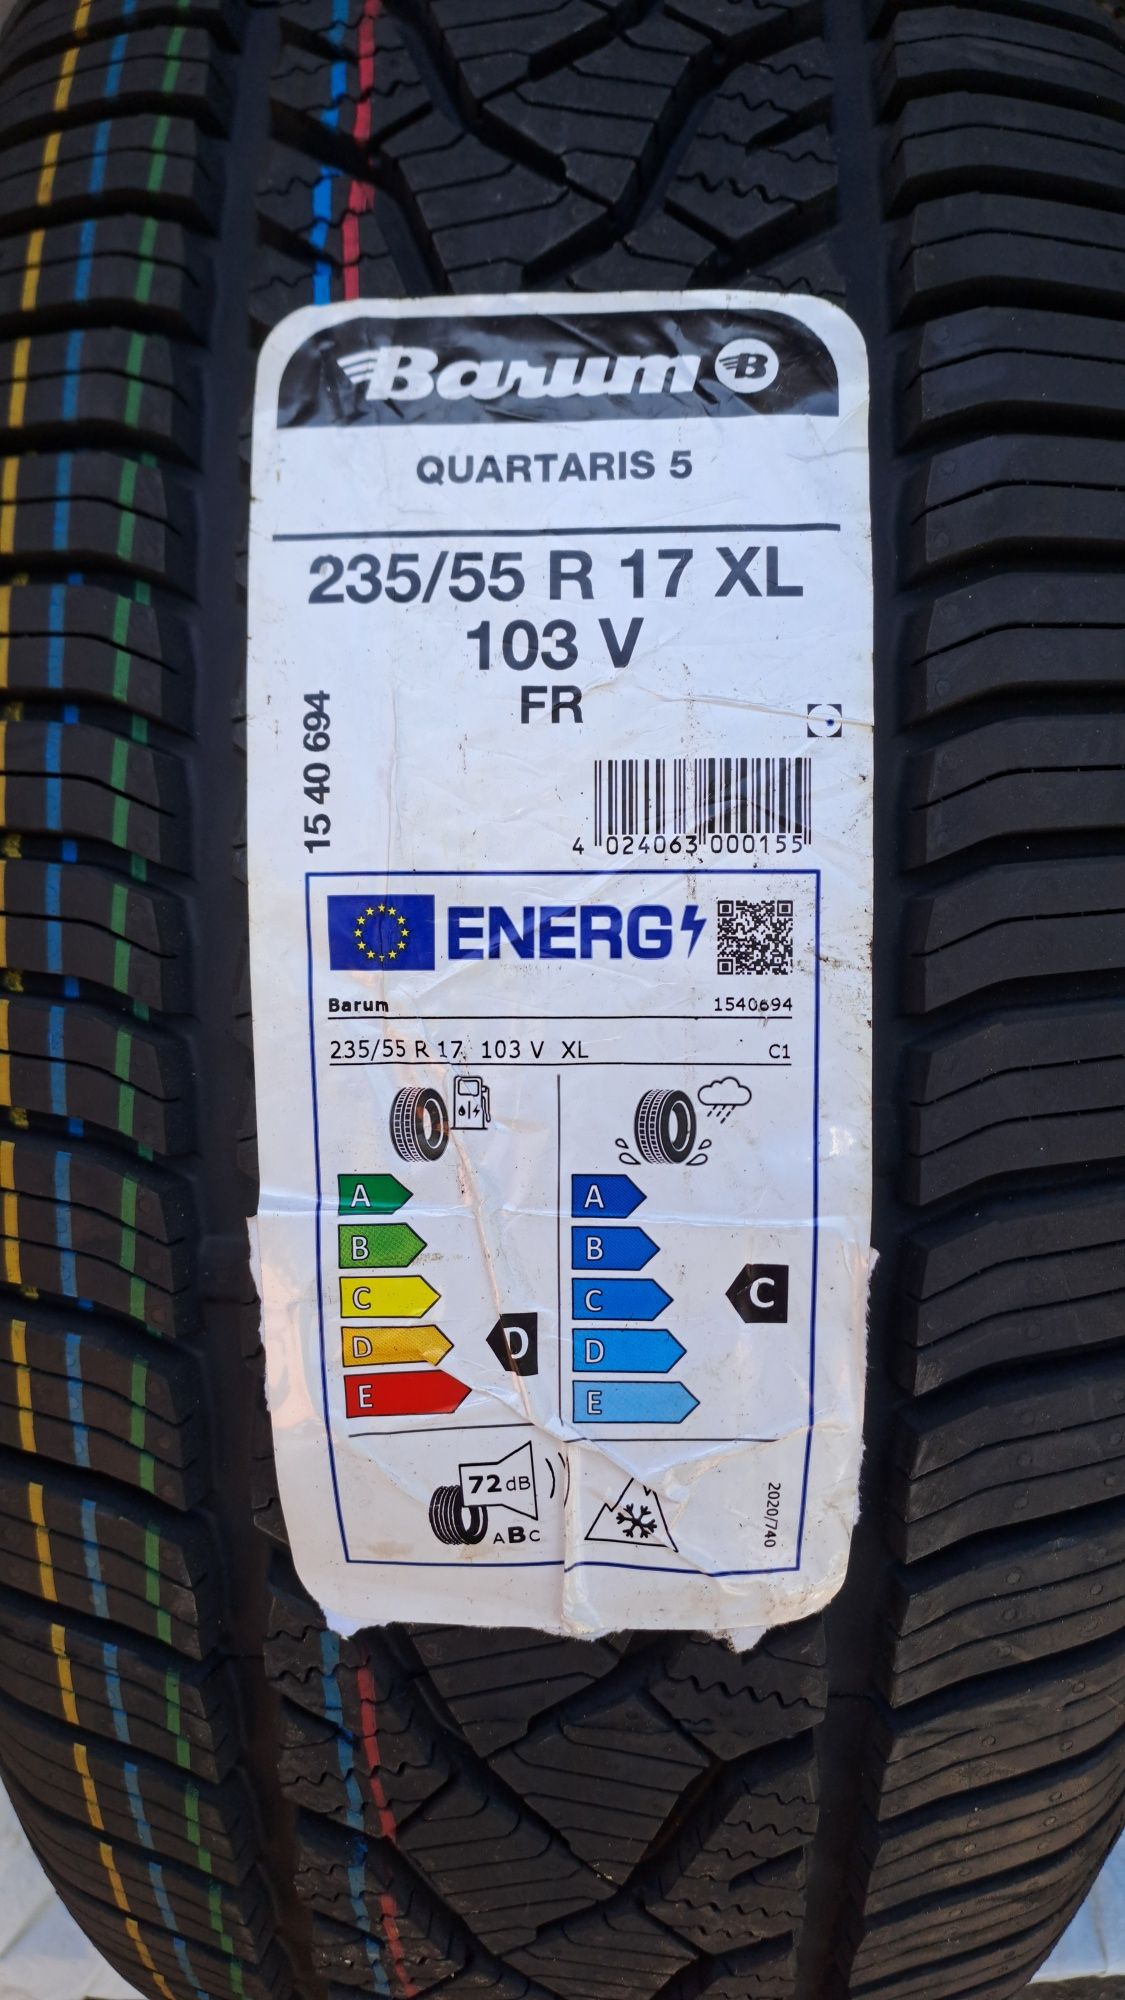 Barum B
QUARTARIS 5
235/55 R 17 XL
103 V
FR
15 40 694
4 024063 000155
ENERG
Barum 1540694
235/55 R 17 103 V XL C1
A A
B B
C C C
D D D
E E
72 dB
ABC
2020/740